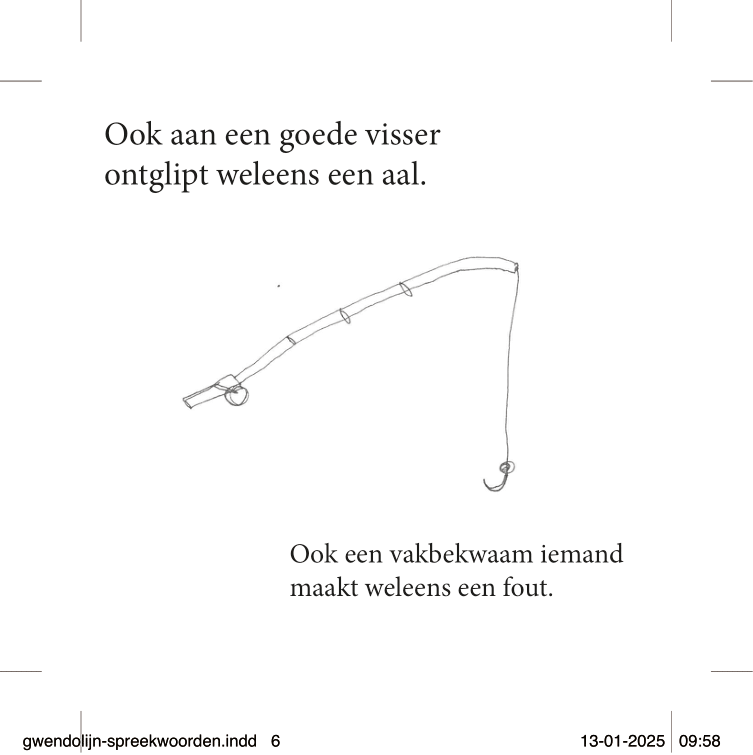 Ook aan een goede visser
ontglipt weleens een aal.
Ook een vakbekwaam iemand
maakt weleens een fout.
gwendolijn-spreekwoorden.indd 6
13-01-2025 09:58